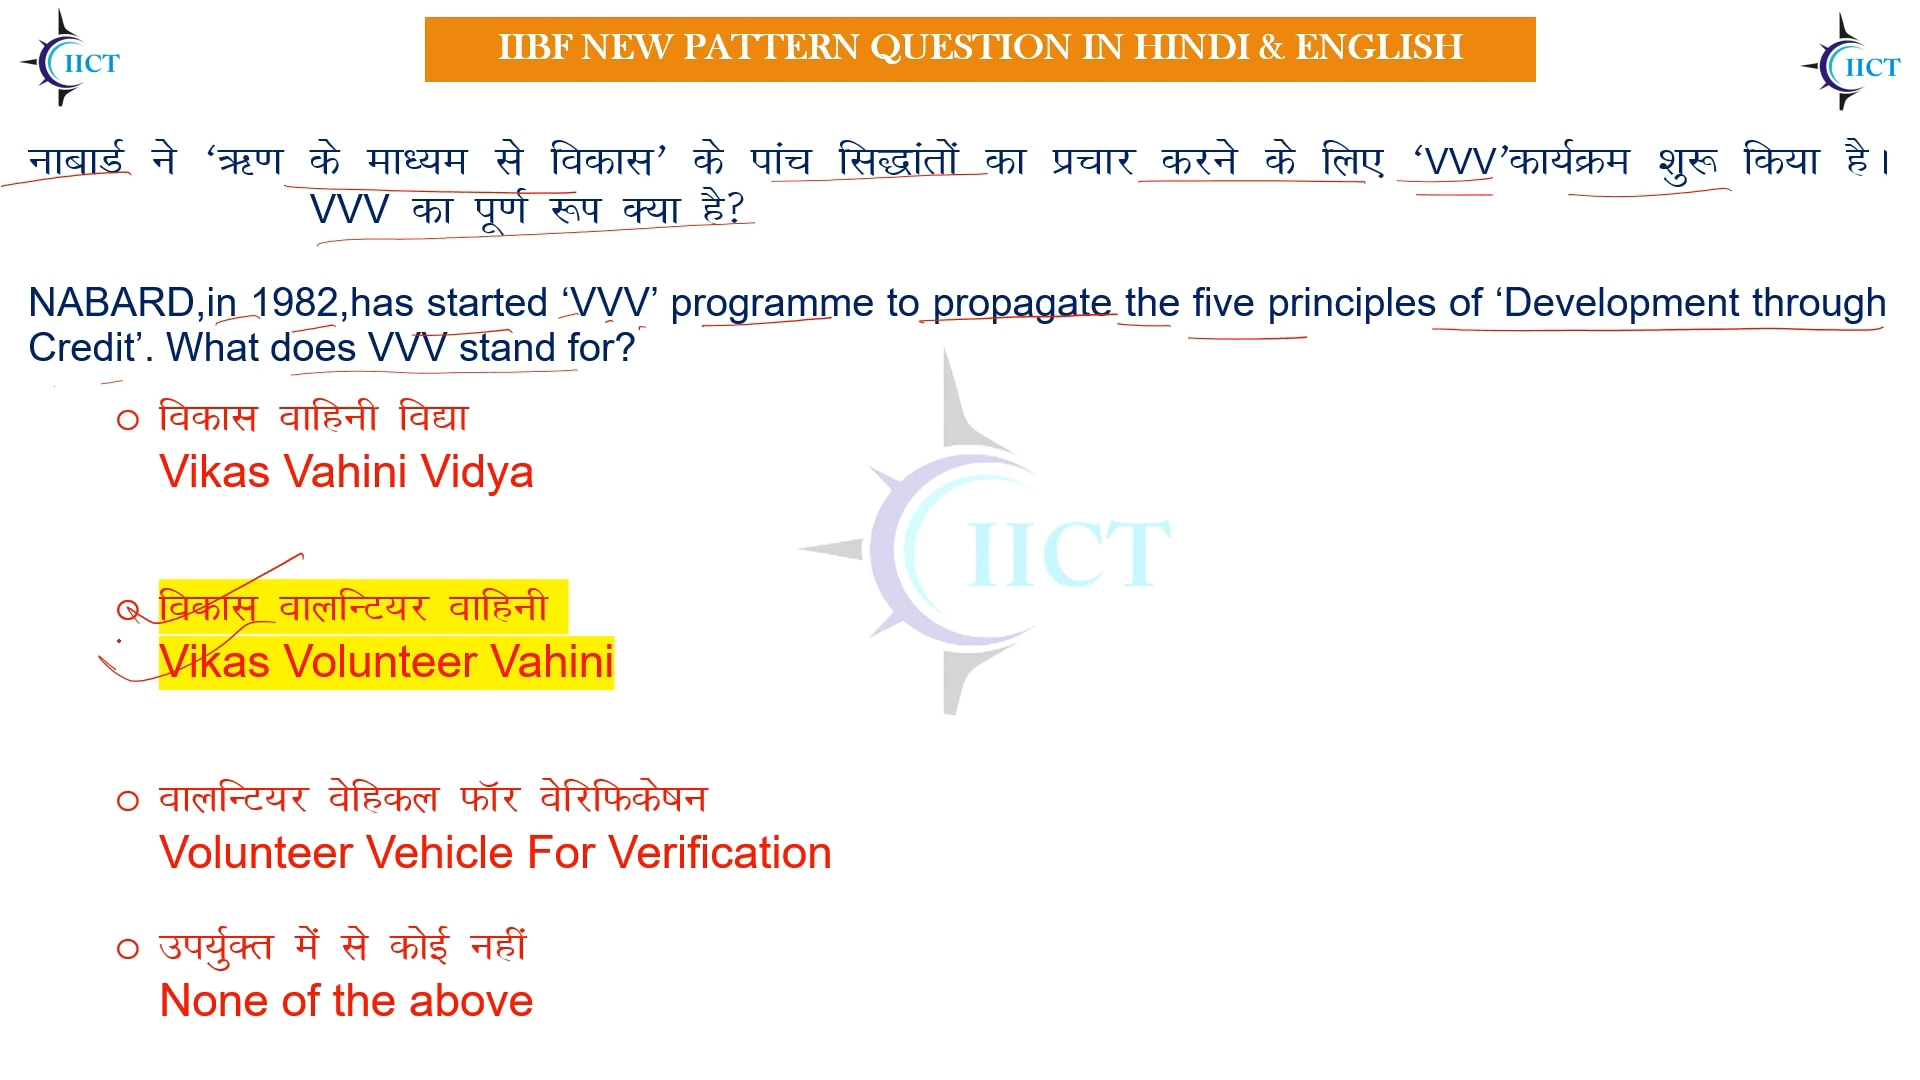 IICT
IIBF NEW PATTERN QUESTION IN HINDI & ENGLISH
IICT
नाबार्ड ने ‘ऋण के माध्यम से विकास’ के पांच सिद्धांतों का प्रचार करने के लिए ‘VVV’कार्यक्रम शुरू किया है।
VVV का पूर्ण रूप क्या है?
NABARD,in 1982,has started ‘VVV’ programme to propagate the five principles of ‘Development through
Credit’. What does VVV stand for?
विकास वाहिनी विद्या
Vikas Vahini Vidya
विकास वालन्टियर वाहिनी
Vikas Volunteer Vahini
IICT
वालन्टियर वेहिकल फॉर वेरिफिकेषन
Volunteer Vehicle For Verification
उपर्युक्त में से कोई नहीं
None of the above